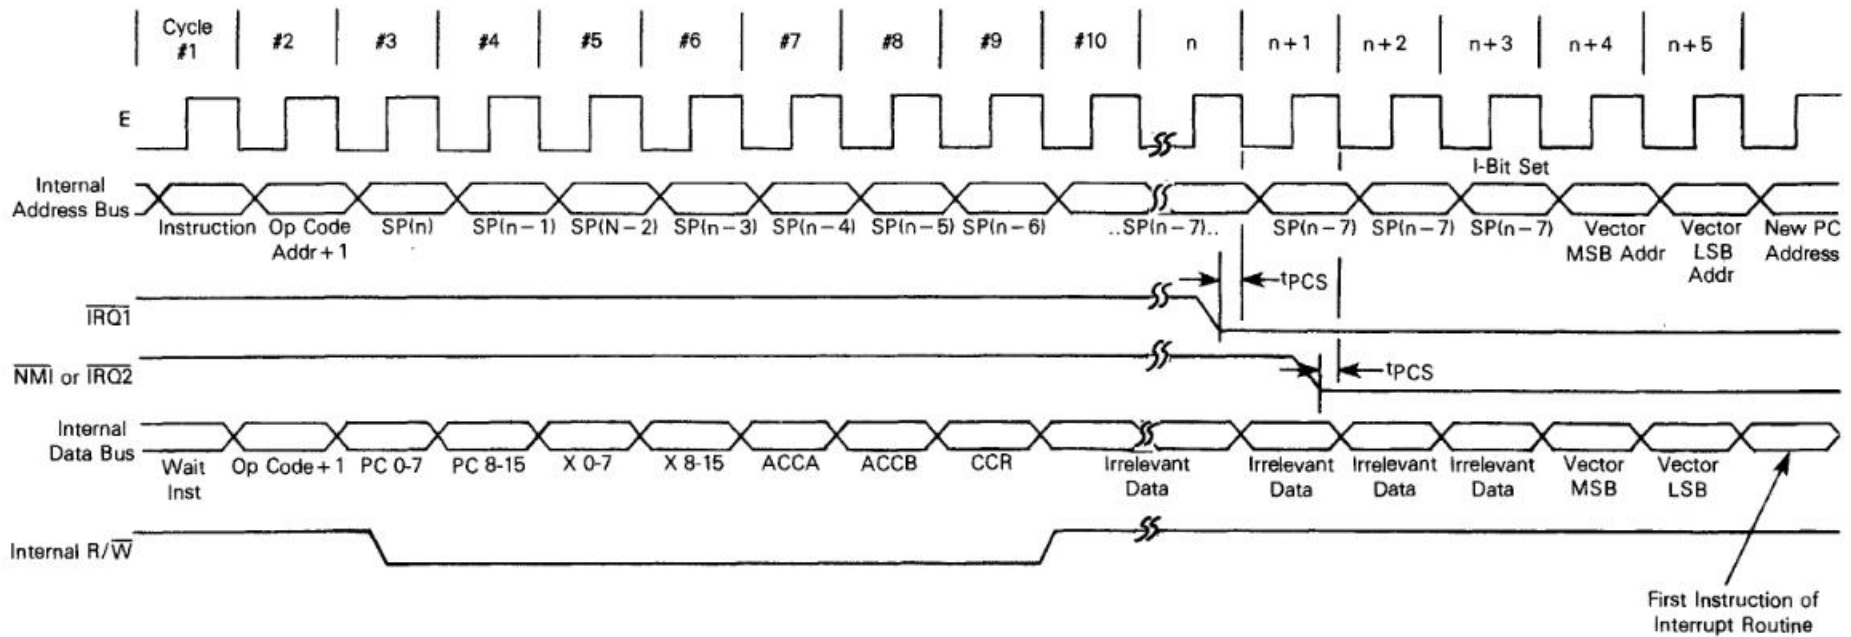 Cycle
#1 #2 #3 #4 #5 #6 #7 #8 #9 #10 n n+1 n+2 n+3 n+4 n+5
E
I-Bit Set
Internal
Address Bus
Instruction Op Code SP(n) SP(n-1) SP(N-2) SP(n-3) SP(n-4) SP(n-5) SP(n-6) ..SP(n-7).. SP(n-7) SP(n-7) SP(n-7) Vector Vector New PC
Addr+1 MSB Addr LSB Address
Addr
tPCS
IRQ1
NMI or IRQ2
tPCS
Internal
Data Bus
Wait Op Code+1 PC 0-7 PC 8-15 X 0-7 X 8-15 ACCA ACCB CCR Irrelevant Irrelevant Irrelevant Irrelevant Vector Vector
Inst Data Data Data Data MSB LSB
Internal R/W
First Instruction of
Interrupt Routine